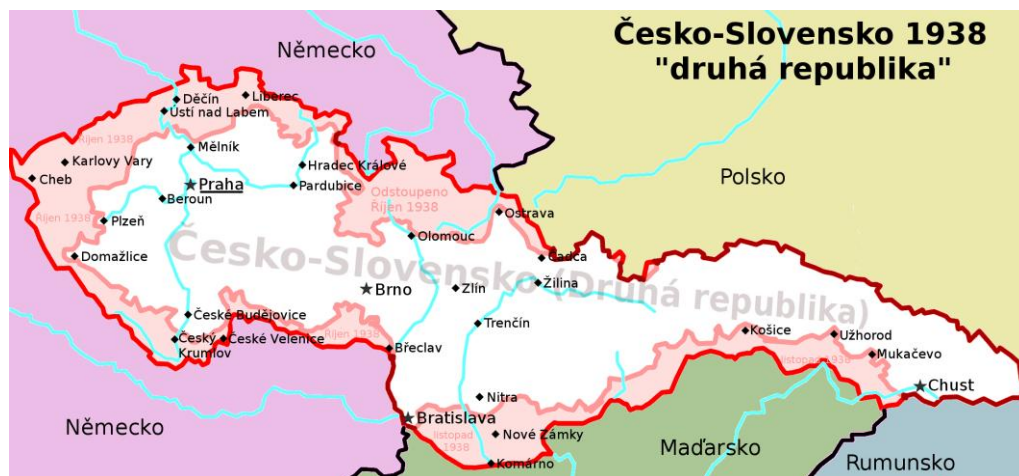 Česko-Slovensko 1938
"druhá republika"
Německo
Polsko
Děčín
Liberec
Ústí nad Labem
Říjen 1938
Mělník
Karlovy Vary
Hradec Králové
Cheb
Praha
Pardubice
Beroun
Odstoupeno
Říjen 1938
Říjen 1938
Plzeň
Ostrava
Olomouc
Domažlice
Čadca
Česko-Slovensko (Druhá republika)
Brno
Zlín
Žilina
České Budějovice
Trenčín
Říjen 1938
Košice
Užhorod
Český
Krumlov
České Velenice
Břeclav
listopad 1938
Mukačevo
Chust
Nitra
Bratislava
Německo
listopad
1938
Nové Zámky
Maďarsko
Komárno
Rumunsko